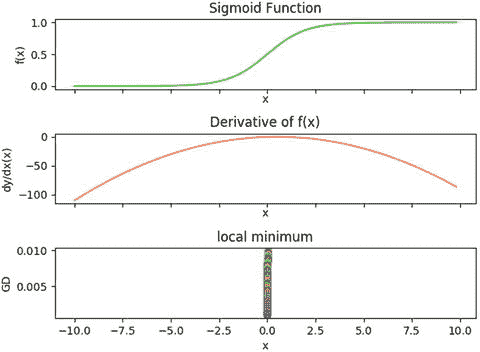 Sigmoid Function
1.0
0.5
0.0
f(x)
x
Derivative of f(x)
0
−50
−100
dy/dx(x)
x
local minimum
0.010
0.005
GD
−10.0 −7.5 −5.0 −2.5 0.0 2.5 5.0 7.5 10.0
x